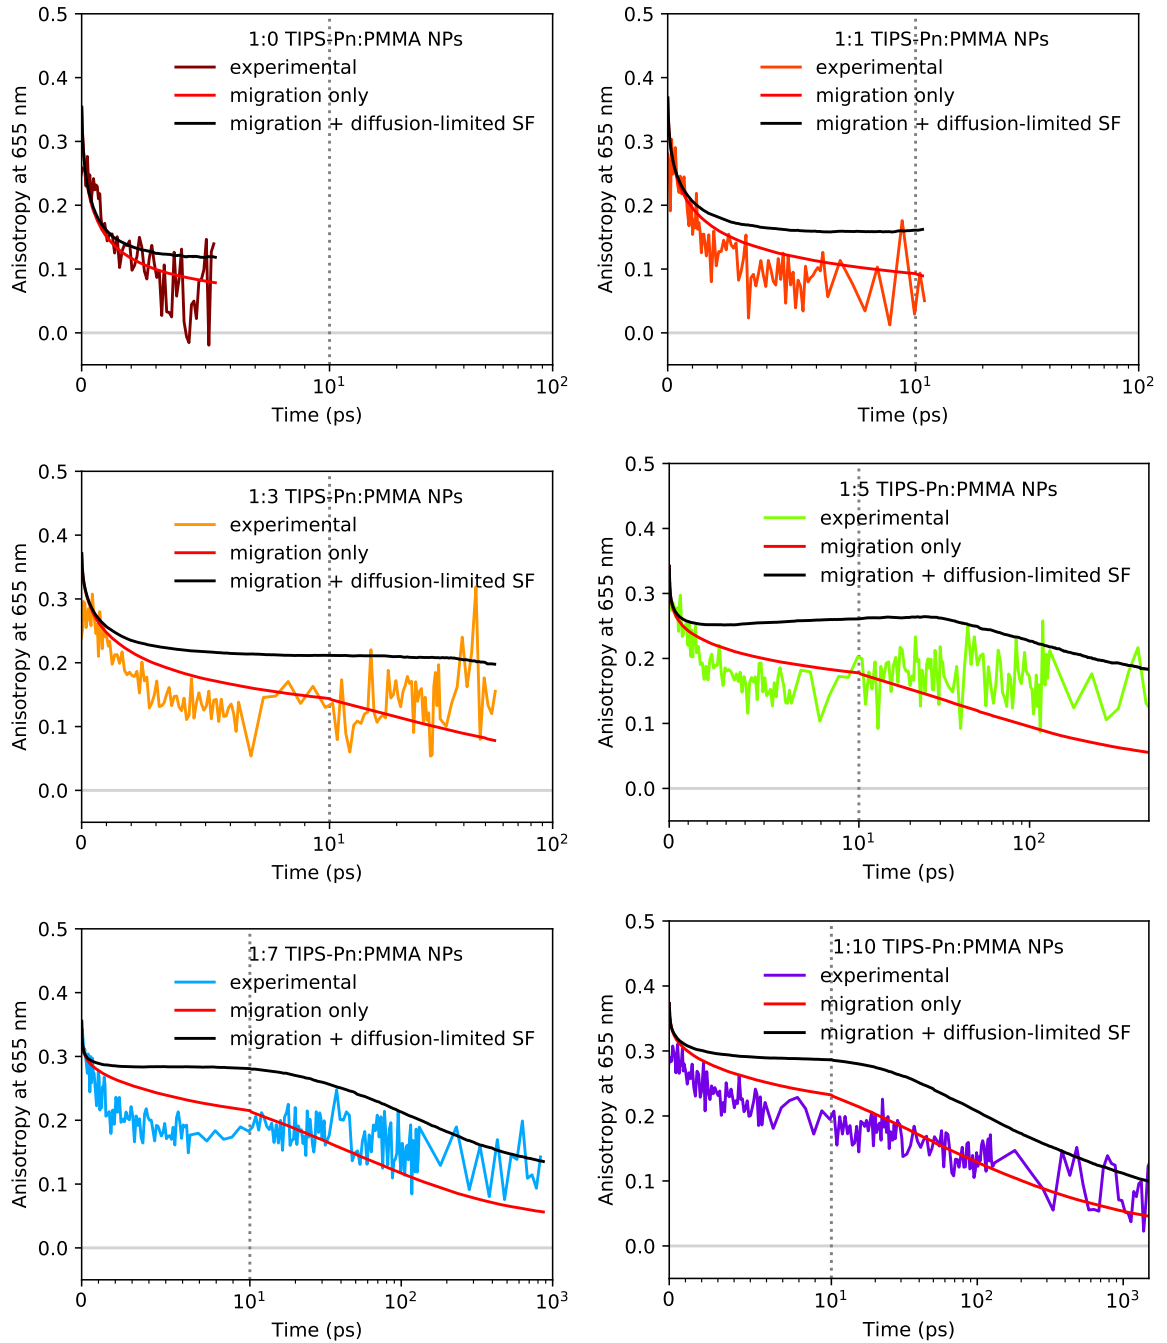 1:0 TIPS-Pn:PMMA NPs
experimental
migration only
migration + diffusion-limited SF
Anisotropy at 655 nm
0.5
0.4
0.3
0.2
0.1
0.0
0
10¹
10²
Time (ps)
1:1 TIPS-Pn:PMMA NPs
experimental
migration only
migration + diffusion-limited SF
Anisotropy at 655 nm
0.5
0.4
0.3
0.2
0.1
0.0
0
10¹
10²
Time (ps)
1:3 TIPS-Pn:PMMA NPs
experimental
migration only
migration + diffusion-limited SF
Anisotropy at 655 nm
0.5
0.4
0.3
0.2
0.1
0.0
0
10¹
10²
Time (ps)
1:5 TIPS-Pn:PMMA NPs
experimental
migration only
migration + diffusion-limited SF
Anisotropy at 655 nm
0.5
0.4
0.3
0.2
0.1
0.0
0
10¹
10²
Time (ps)
1:7 TIPS-Pn:PMMA NPs
experimental
migration only
migration + diffusion-limited SF
Anisotropy at 655 nm
0.5
0.4
0.3
0.2
0.1
0.0
0
10¹
10²
10³
Time (ps)
1:10 TIPS-Pn:PMMA NPs
experimental
migration only
migration + diffusion-limited SF
Anisotropy at 655 nm
0.5
0.4
0.3
0.2
0.1
0.0
0
10¹
10²
10³
Time (ps)